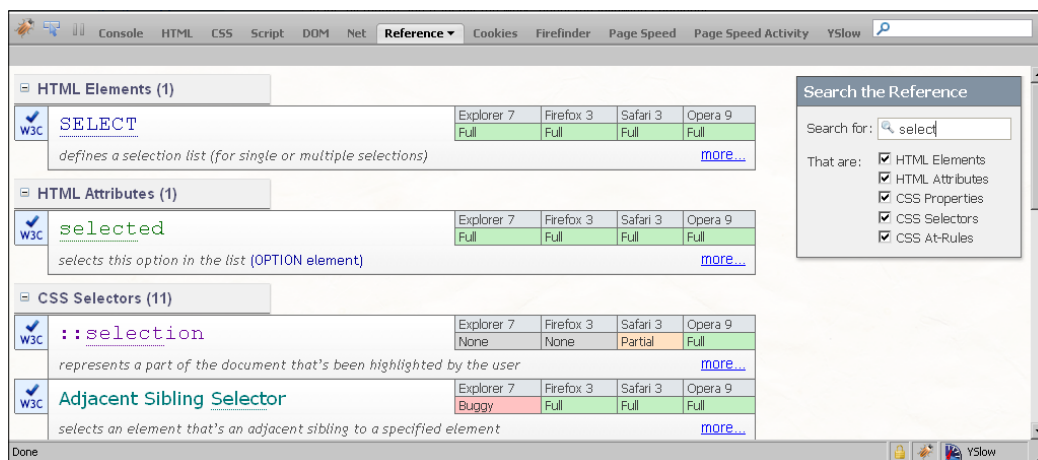 Console HTML CSS Script DOM Net Reference Cookies Firefinder Page Speed Page Speed Activity YSlow
HTML Elements (1)
W3C
SELECT
Explorer 7 Firefox 3 Safari 3 Opera 9
Full Full Full Full
defines a selection list (for single or multiple selections)
more...
HTML Attributes (1)
W3C
selected
Explorer 7 Firefox 3 Safari 3 Opera 9
Full Full Full Full
selects this option in the list (OPTION element)
more...
CSS Selectors (11)
W3C
::selection
Explorer 7 Firefox 3 Safari 3 Opera 9
None None Partial Full
represents a part of the document that's been highlighted by the user
more...
W3C
Adjacent Sibling Selector
Explorer 7 Firefox 3 Safari 3 Opera 9
Buggy Full Full Full
selects an element that's an adjacent sibling to a specified element
more...
Search the Reference
Search for: select
That are: HTML Elements
HTML Attributes
CSS Properties
CSS Selectors
CSS At-Rules
Done
YSlow